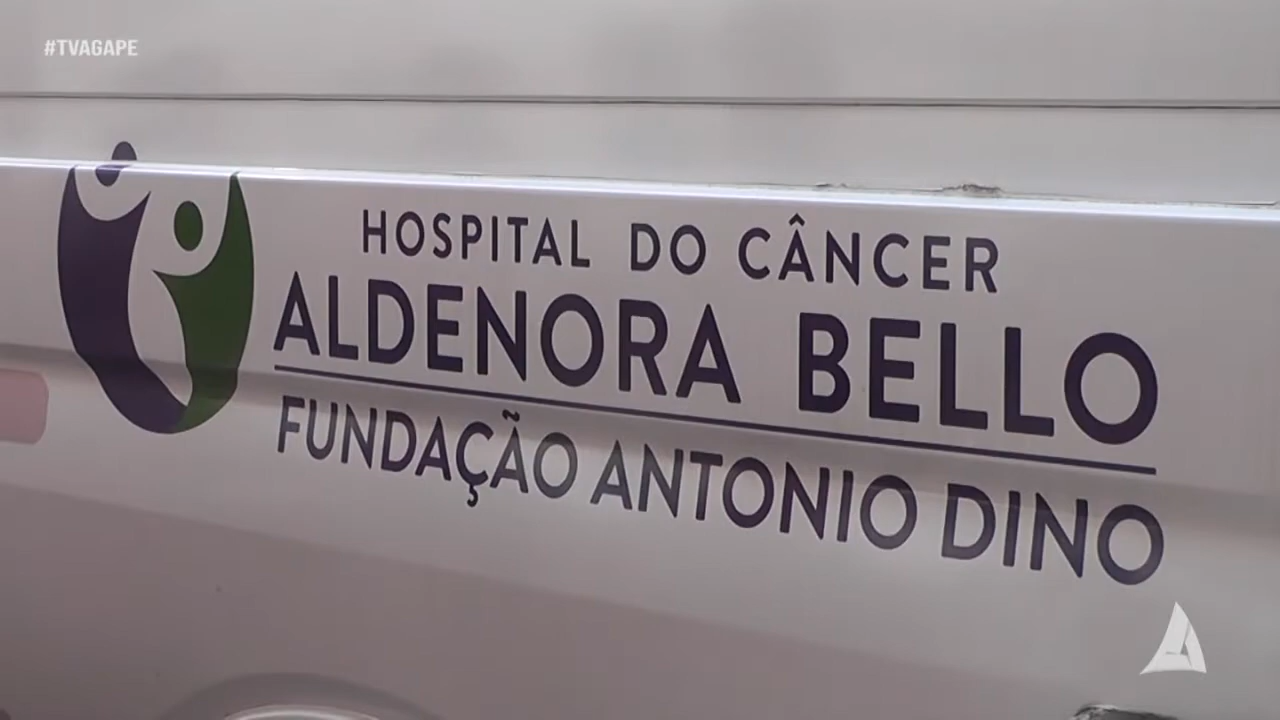 #TVAGAPE
HOSPITAL DO CÂNCER
ALDENORA BELLO
FUNDAÇÃO ANTONIO DINO